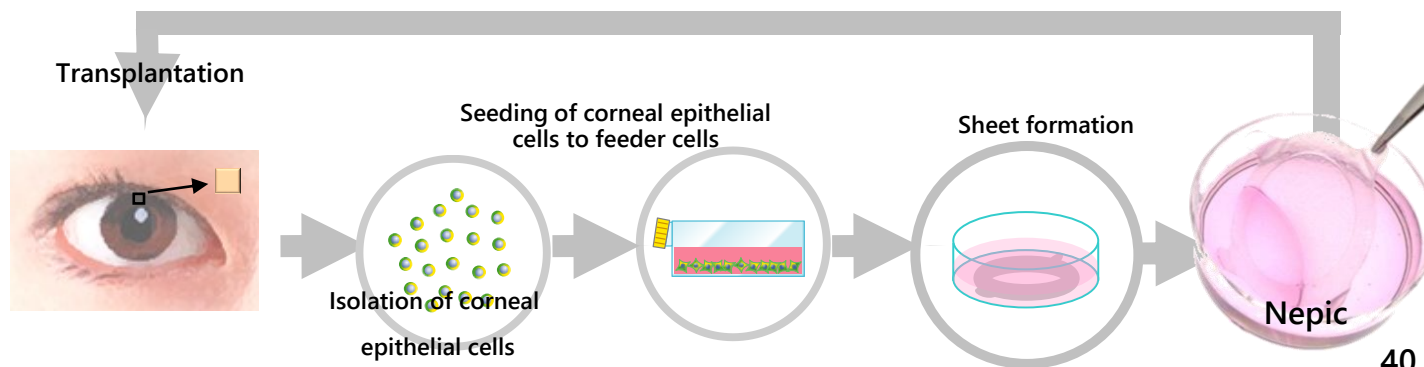 Transplantation
Seeding of corneal epithelial
cells to feeder cells
Sheet formation
Isolation of corneal
epithelial cells
Nepic
40